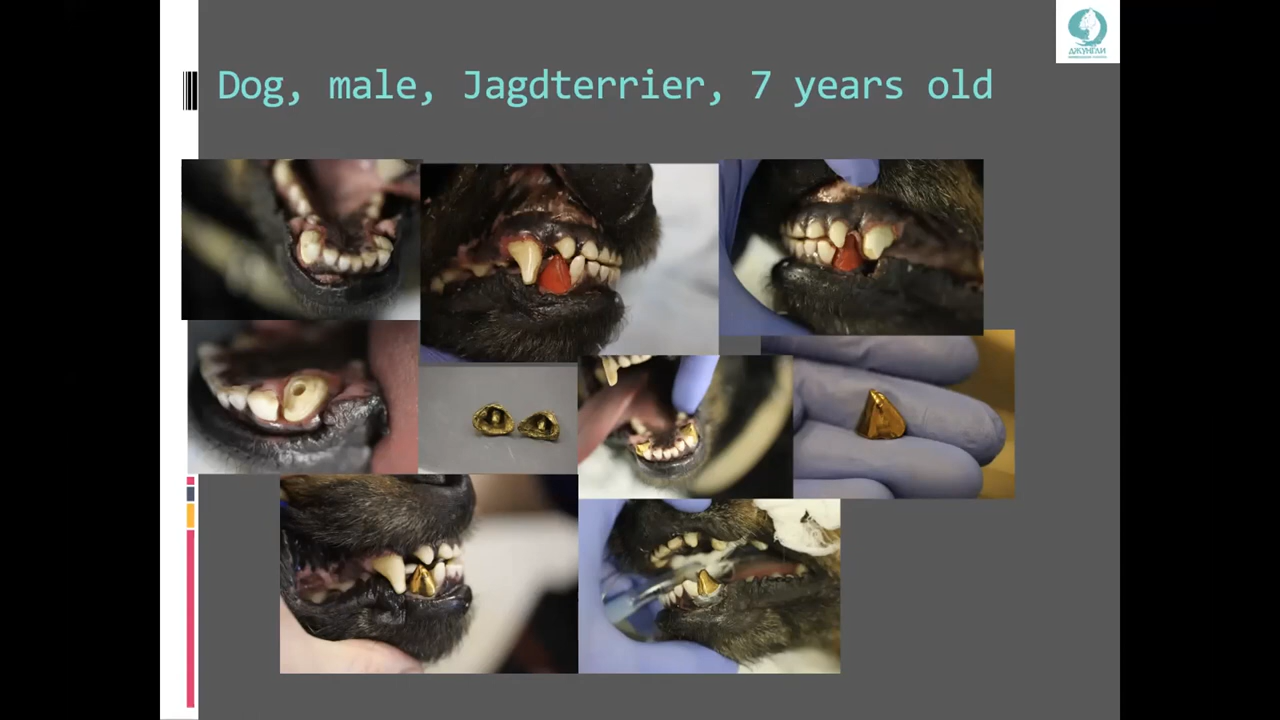 Dog, male, Jagdterrier, 7 years old
ДЖУНГЛИ